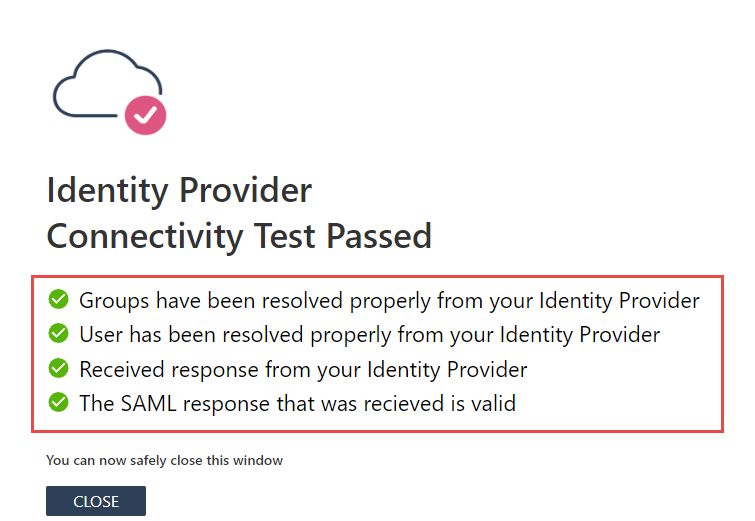 Identity Provider
Connectivity Test Passed
Groups have been resolved properly from your Identity Provider
User has been resolved properly from your Identity Provider
Received response from your Identity Provider
The SAML response that was recieved is valid
You can now safely close this window
CLOSE